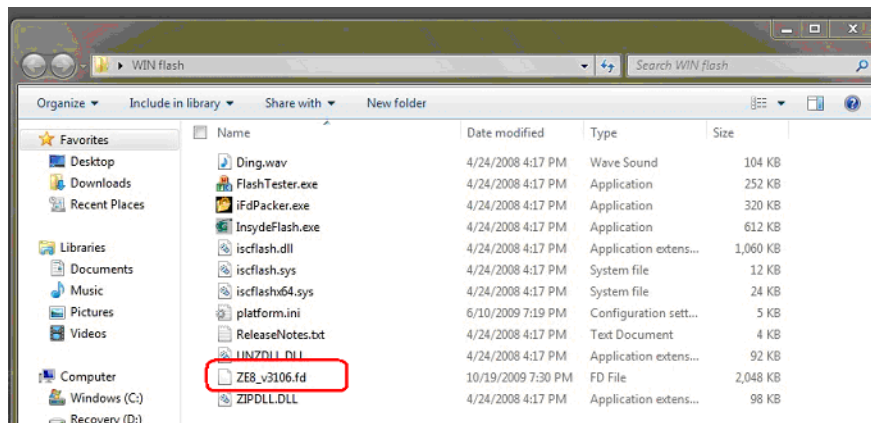 WIN flash
Search WIN flash
Organize Include in library Share with New folder
Favorites
Desktop
Downloads
Recent Places
Libraries
Documents
Music
Pictures
Videos
Computer
Windows (C:)
Recovery (D:)
Name Date modified Type Size
Ding.wav 4/24/2008 4:17 PM Wave Sound 104 KB
FlashTester.exe 4/24/2008 4:17 PM Application 252 KB
iFdPacker.exe 4/24/2008 4:17 PM Application 320 KB
InsydeFlash.exe 4/24/2008 4:17 PM Application 612 KB
iscflash.dll 4/24/2008 4:17 PM Application extens... 1,060 KB
iscflash.sys 4/24/2008 4:17 PM System file 12 KB
iscflashx64.sys 4/24/2008 4:17 PM System file 24 KB
platform.ini 6/10/2009 7:19 PM Configuration sett... 5 KB
ReleaseNotes.txt 4/24/2008 4:17 PM Text Document 4 KB
UNZDLL.DLL 4/24/2008 4:17 PM Application extens... 92 KB
ZE8_v3106.fd 10/19/2009 7:30 PM FD File 2,048 KB
ZIPDLL.DLL 4/24/2008 4:17 PM Application extens... 98 KB